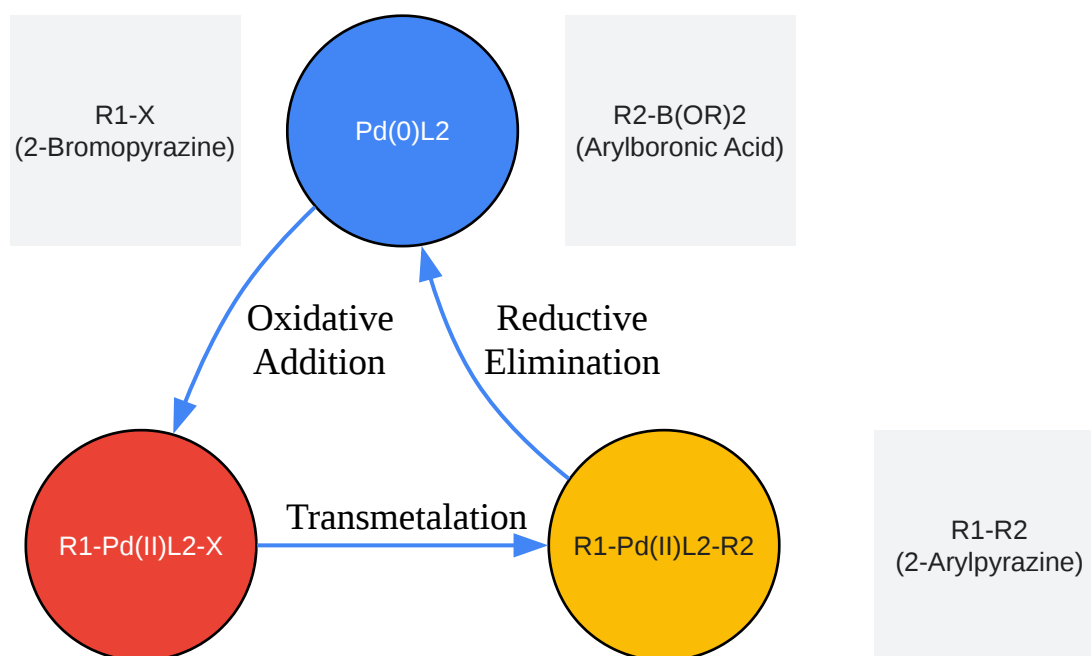 R1-X
(2-Bromopyrazine)
Pd(0)L2
R2-B(OR)2
(Arylboronic Acid)
Oxidative
Addition
Reductive
Elimination
R1-Pd(II)L2-X
Transmetalation
R1-Pd(II)L2-R2
R1-R2
(2-Arylpyrazine)